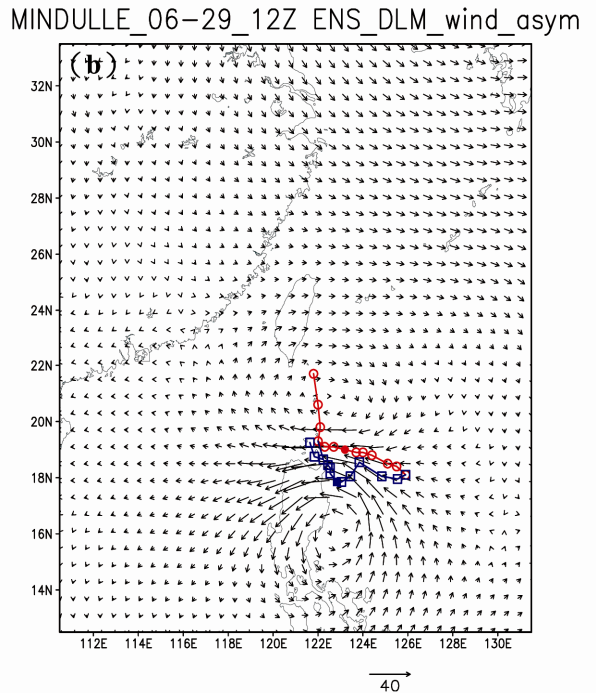 MINDULLE_06-29_12Z ENS_DLM_wind_asym
(b)
32N
30N
28N
26N
24N
22N
20N
18N
16N
14N
112E 114E 116E 118E 120E 122E 124E 126E 128E 130E
40